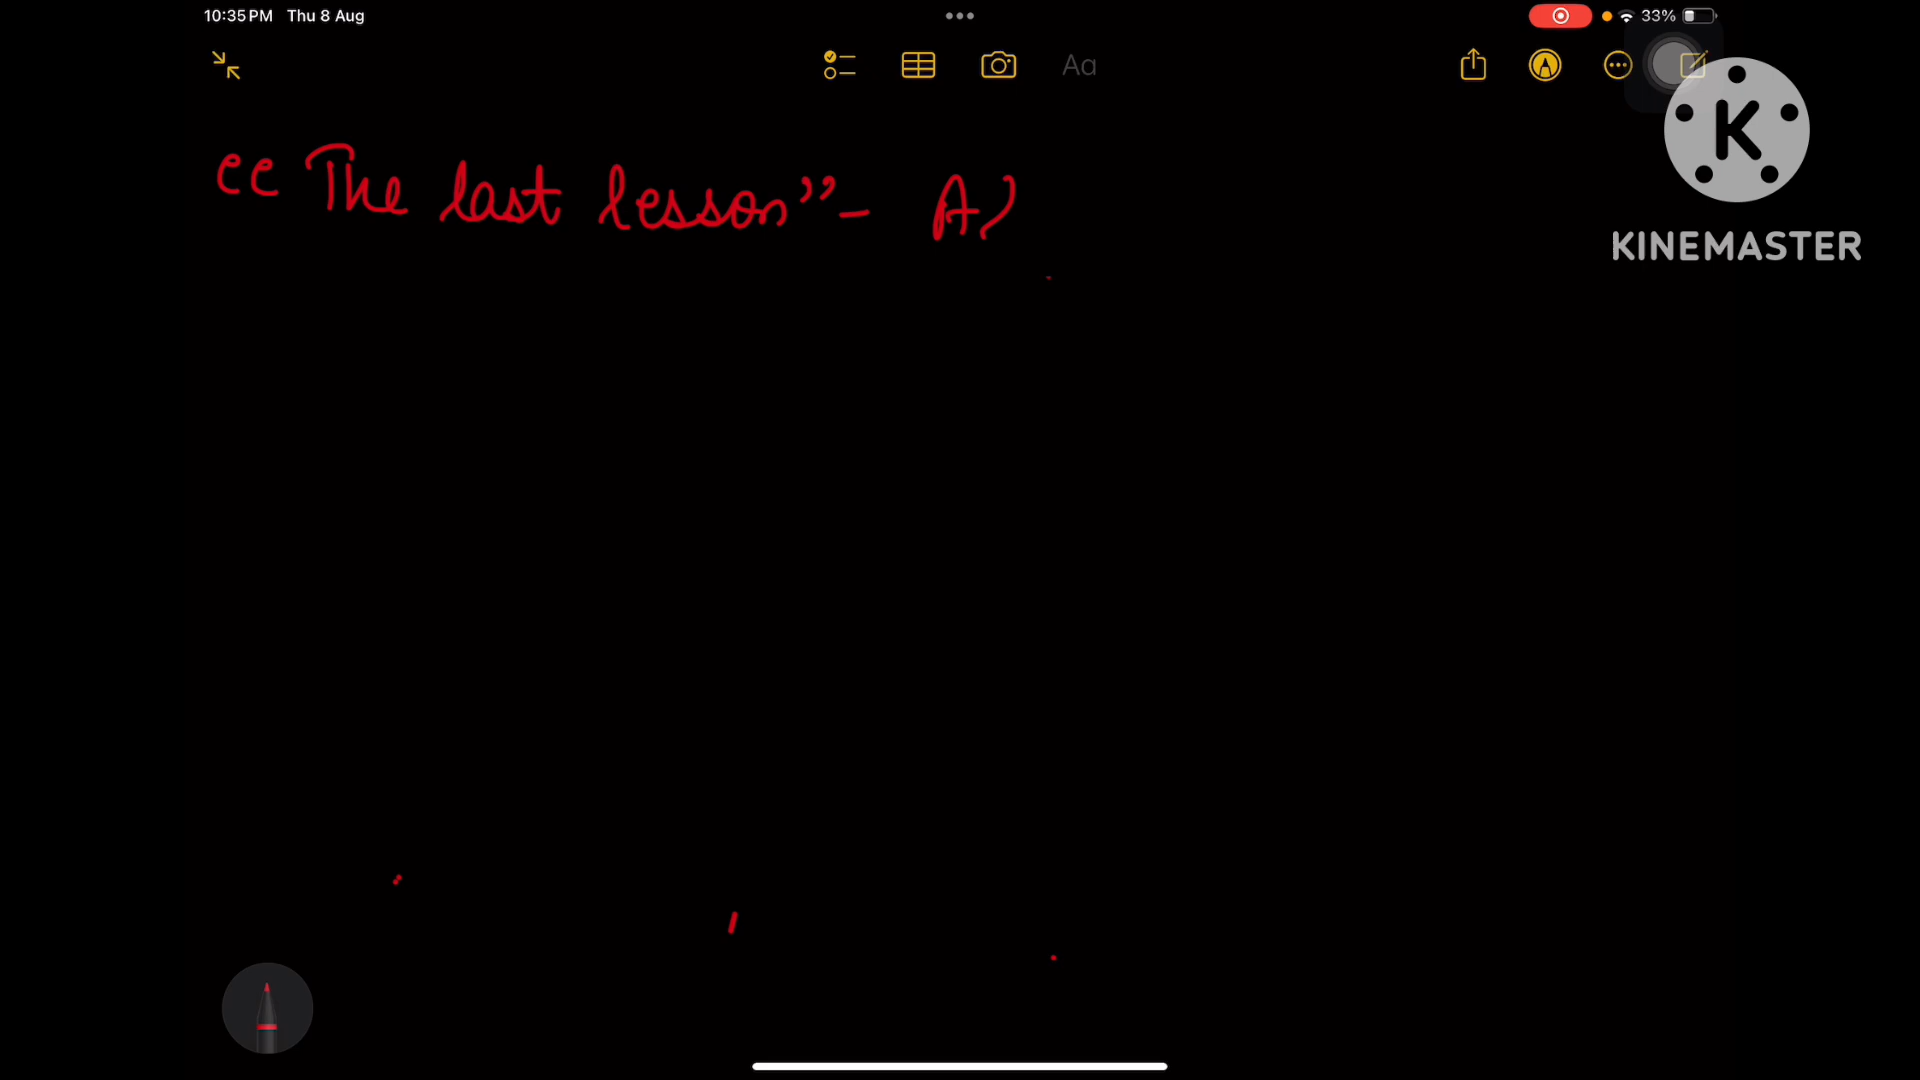 10:35 PM Thu 8 Aug
33%
Aa
K
KINEMASTER
“The last lesson”- A)